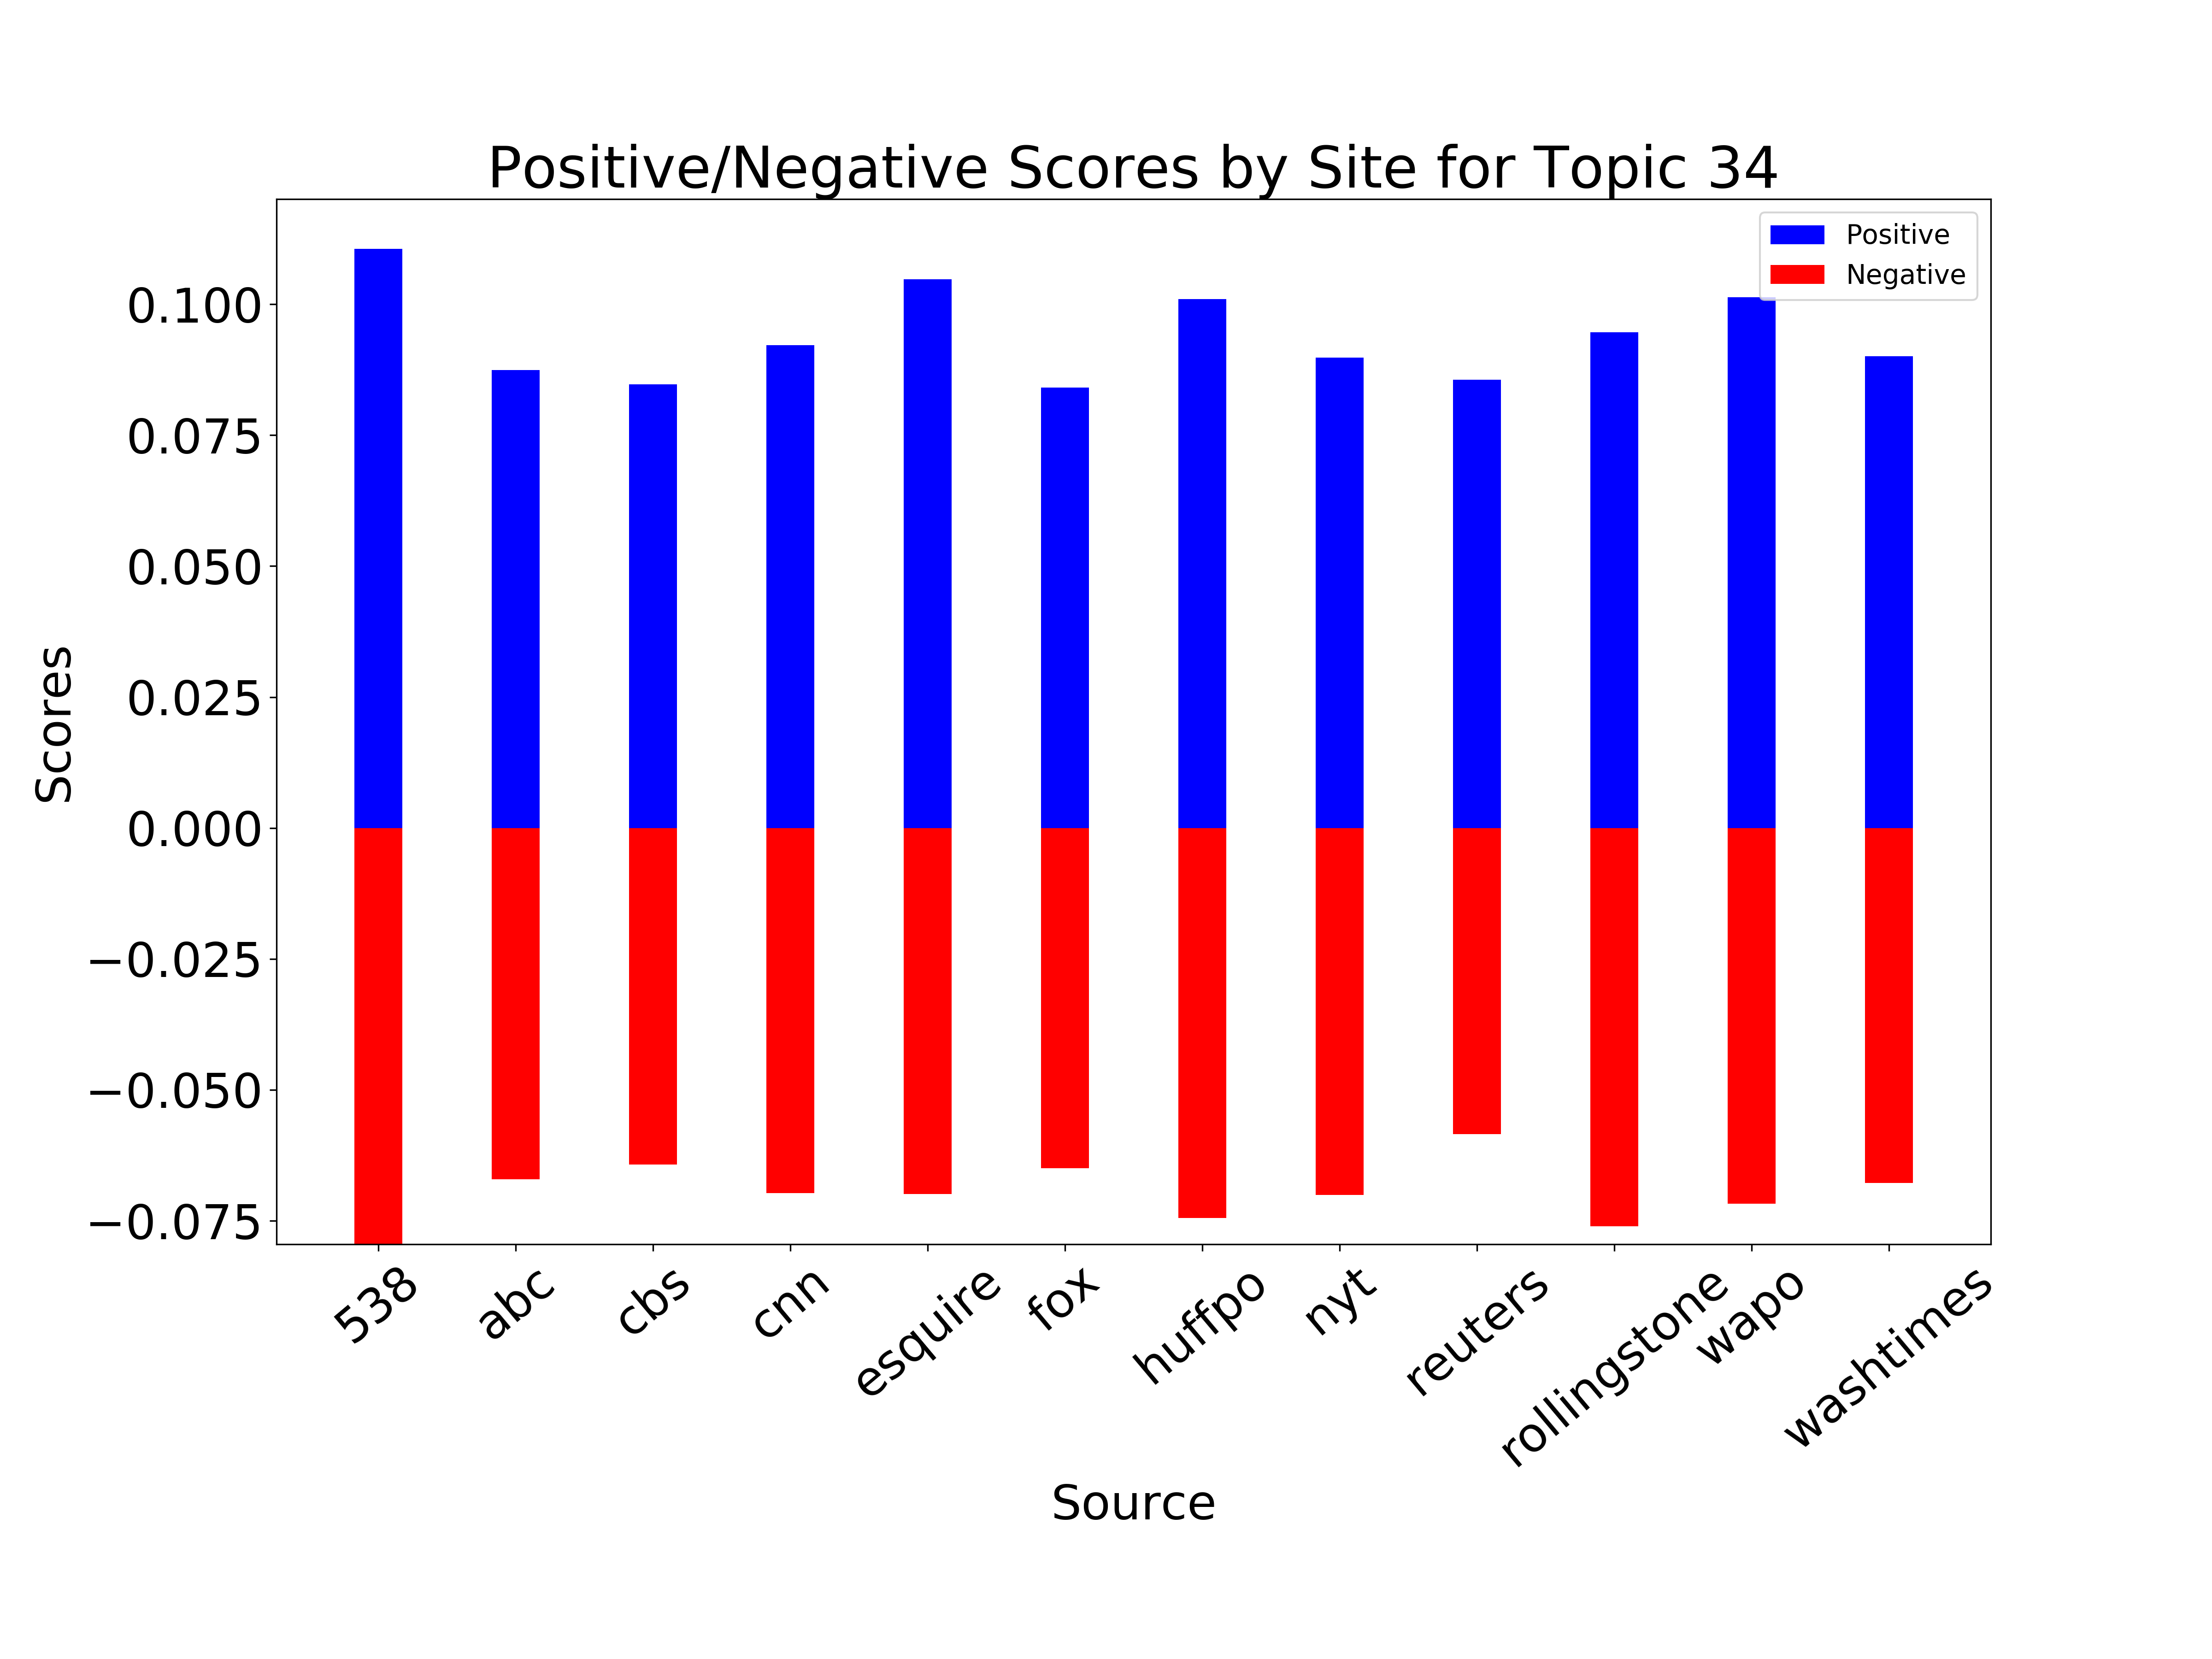 Positive/Negative Scores by Site for Topic 34
Positive
Negative
0.100
0.075
0.050
0.025
0.000
−0.025
−0.050
−0.075
Scores
538
abc
cbs
cnn
esquire
fox
huffpo
nyt
reuters
rollingstone
wapo
washtimes
Source